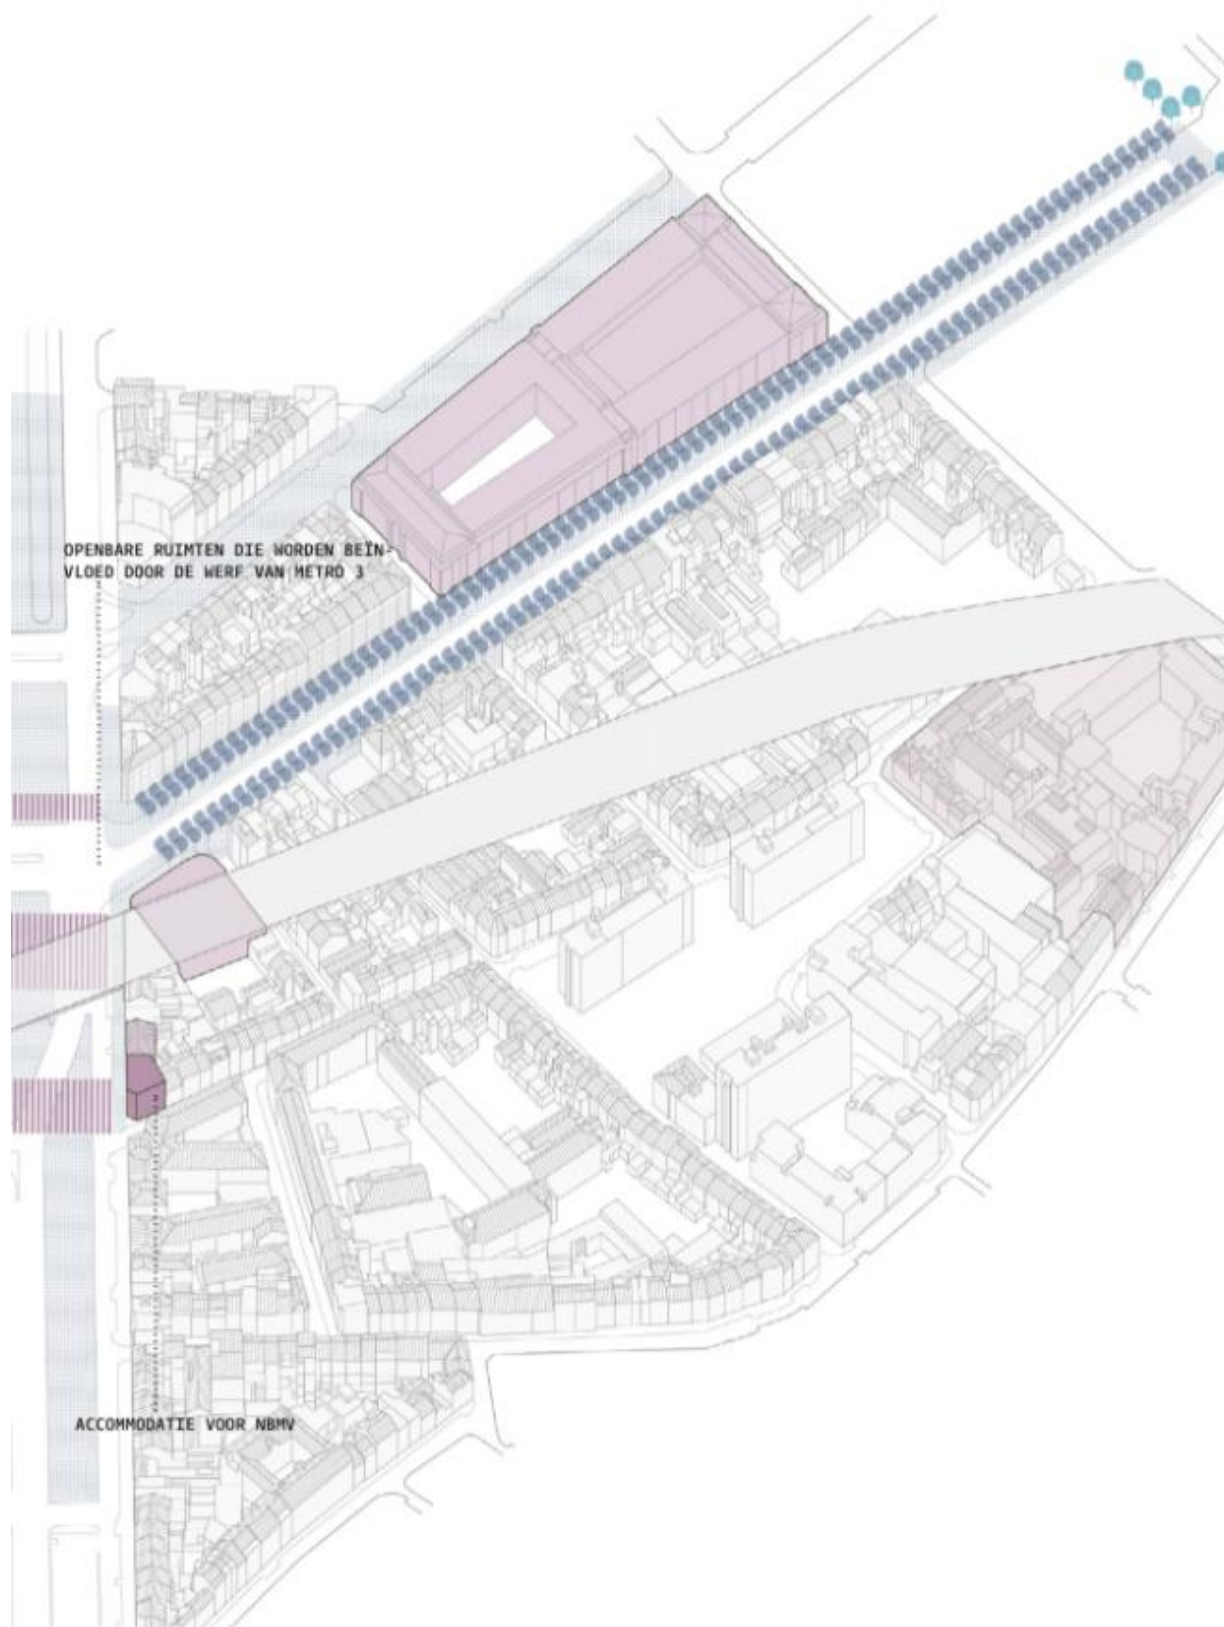 OPENBARE RUIMTEN DIE WORDEN BEÏN-
VLOED DOOR DE WERF VAN METRO 3
ACCOMMODATIE VOOR NBMV